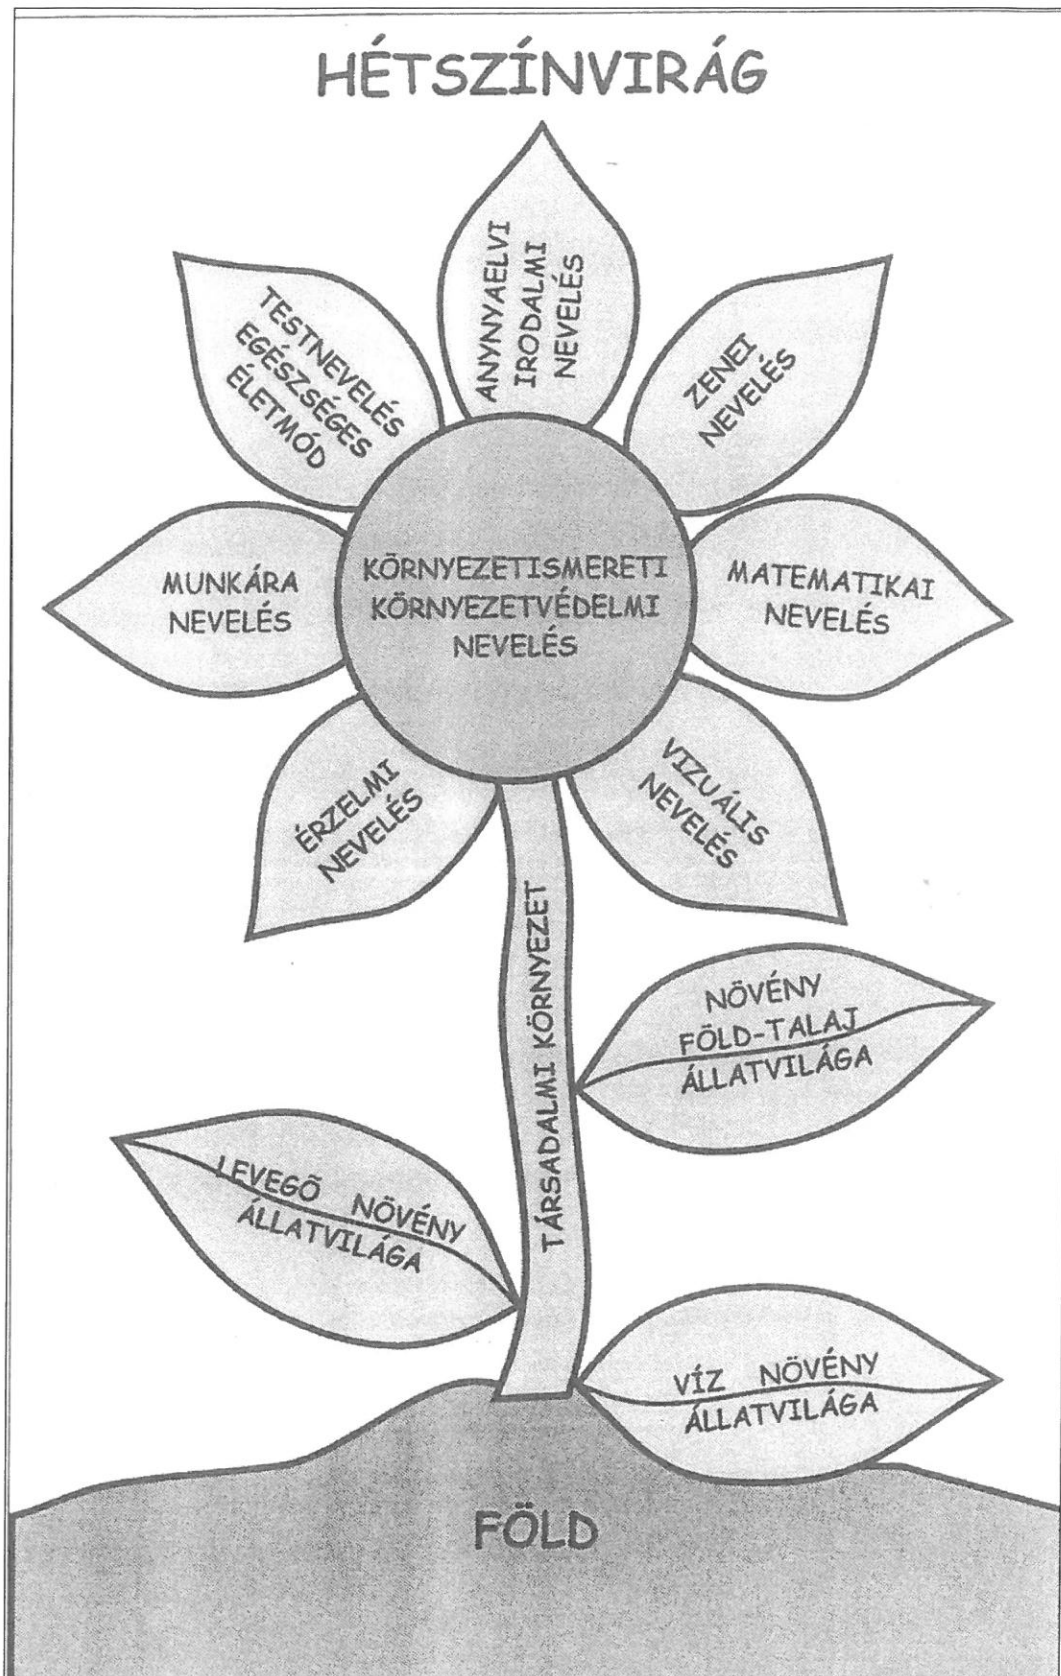 HÉTSZÍNVIRÁG
ANYNYAELVI
IRODALMI
NEVELÉS
TESTNEVELÉS
EGÉSZSÉGES
ÉLETMÓD
ZENEI
NEVELÉS
MUNKÁRA
NEVELÉS
KÖRNYEZETISMERETI
KÖRNYEZETVÉDELMI
NEVELÉS
MATEMATIKAI
NEVELÉS
ÉRZELMI
NEVELÉS
VIZUÁLIS
NEVELÉS
TÁRSADALMI KÖRNYEZET
NÖVÉNY
FÖLD-TALAJ
ÁLLATVILÁGA
LEVEGÕ NÖVÉNY
ÁLLATVILÁGA
VÍZ NÖVÉNY
ÁLLATVILÁGA
FÖLD